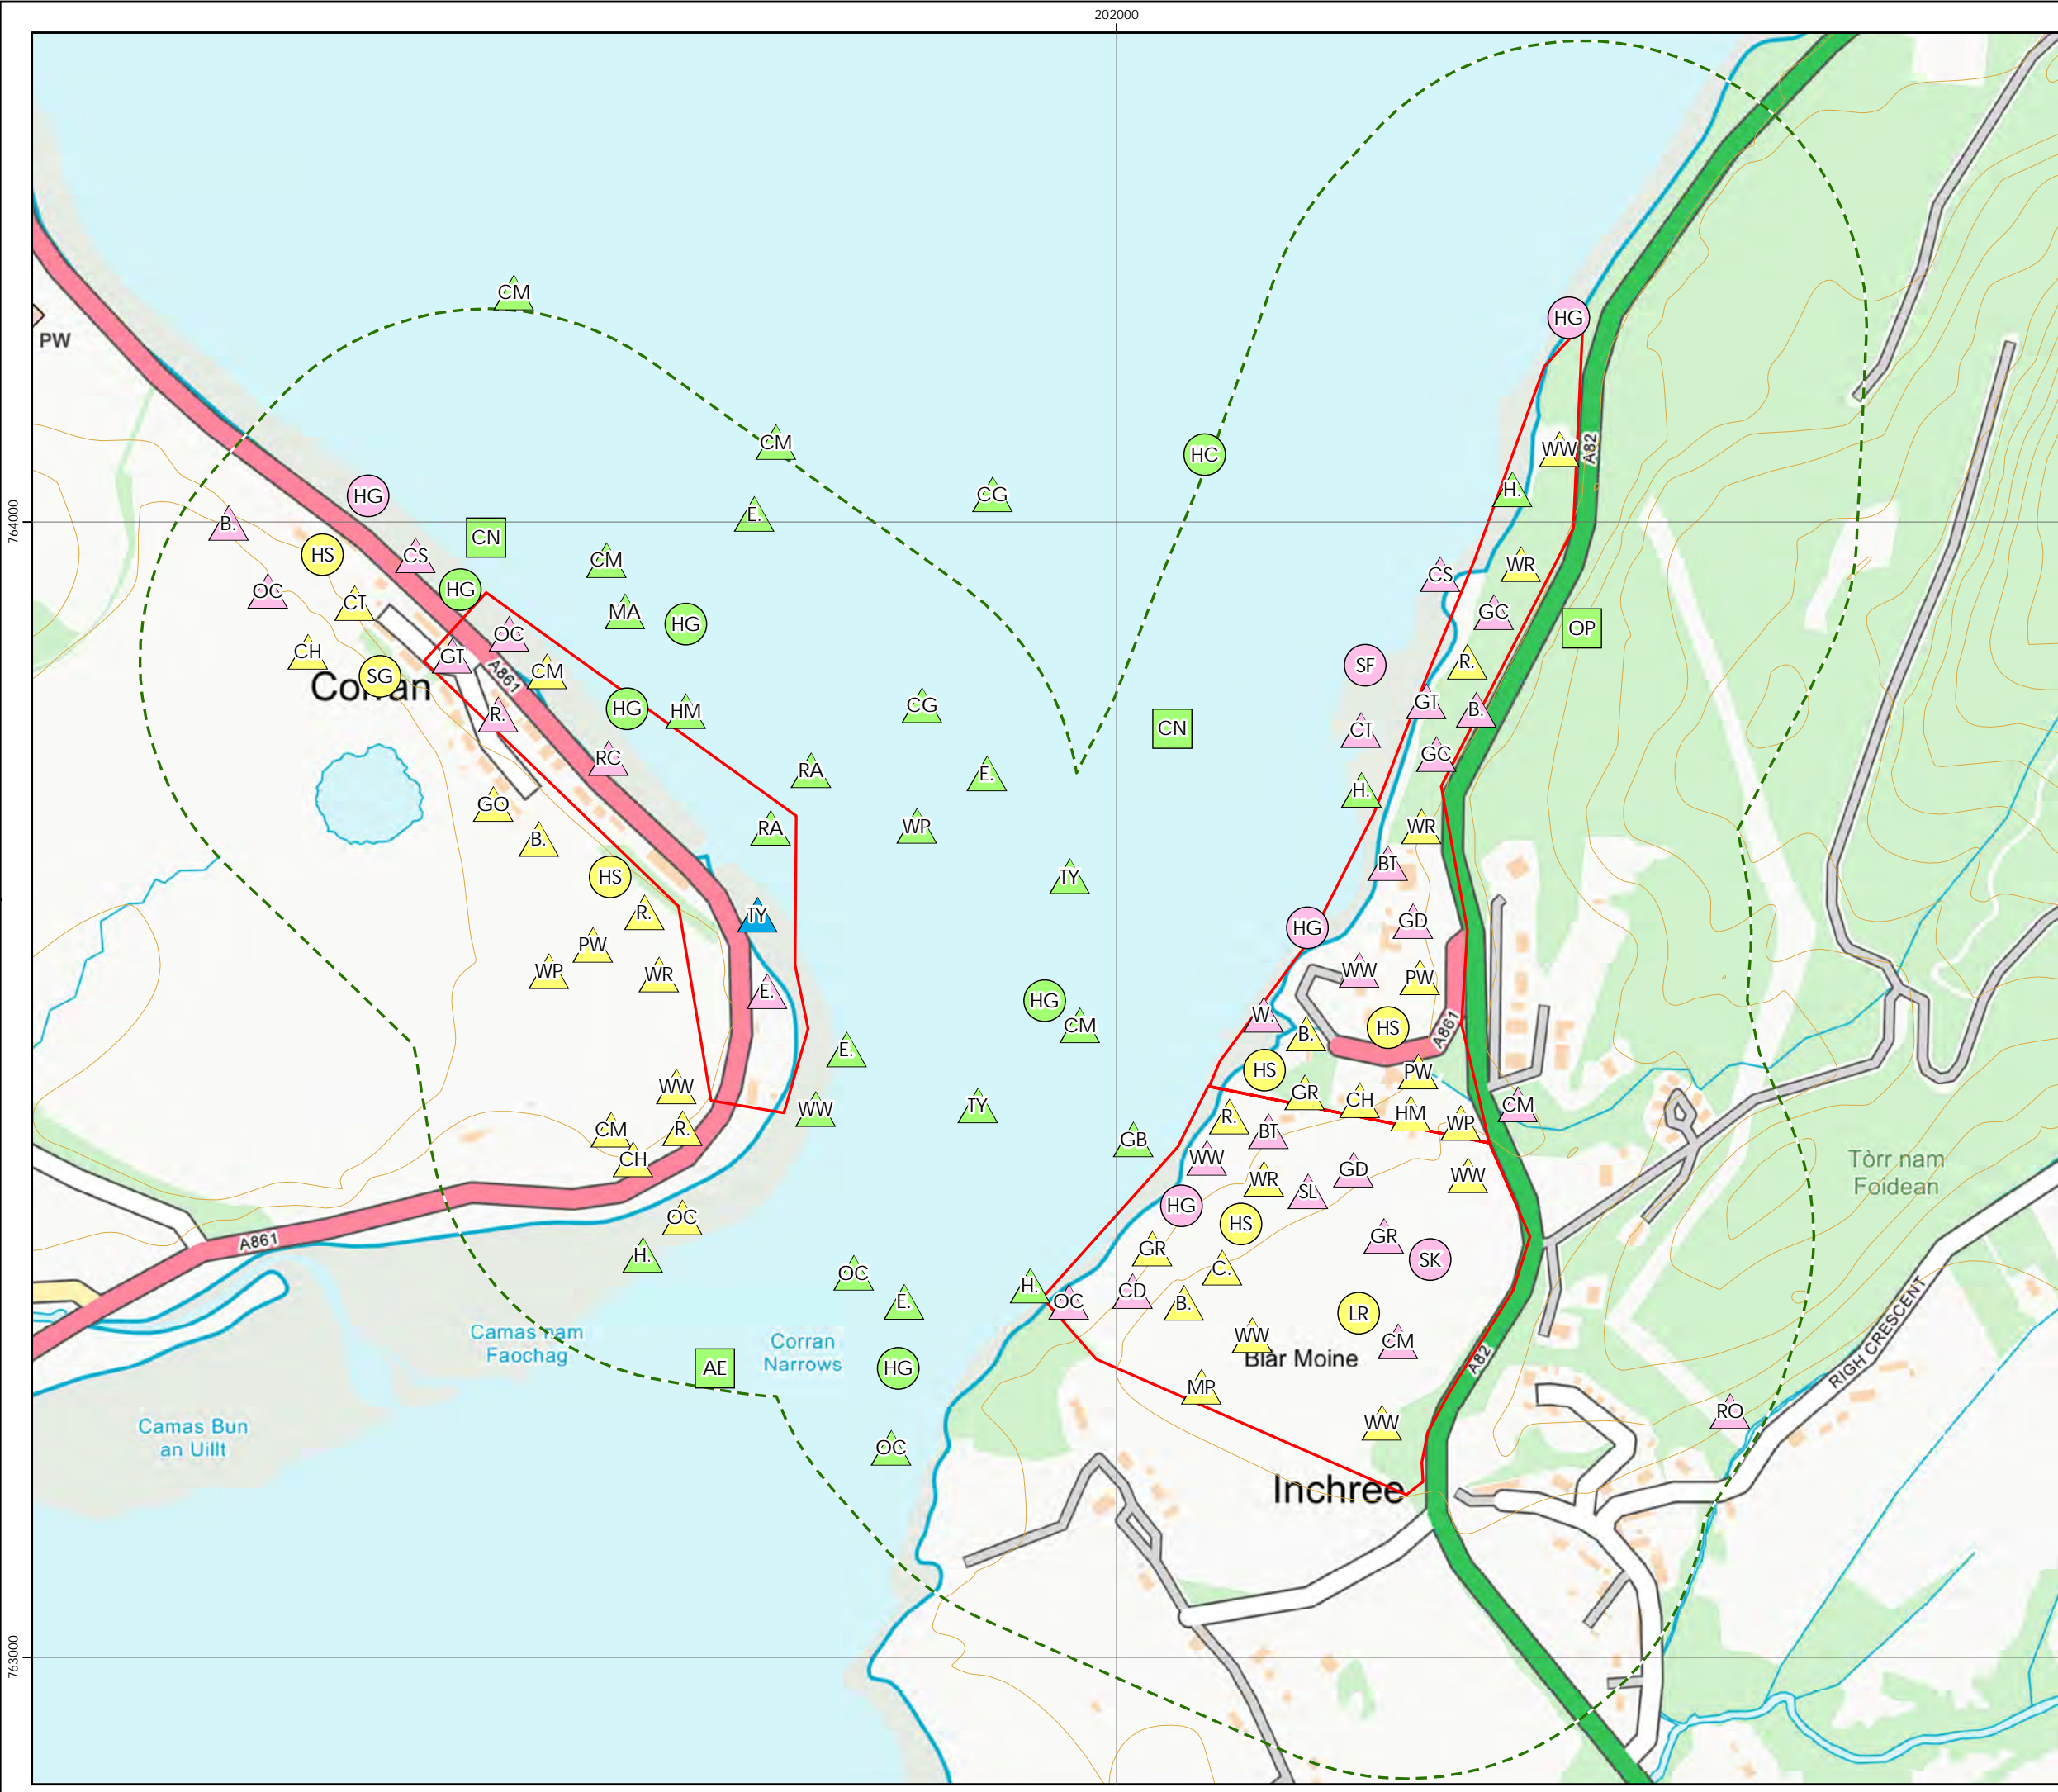 202000
CM
HG
PW
CM
HC
WW
A82
CG
H.
HG
E.
764000
B.
CN
HS
CS
CM
WR
CS
HG
OC
CT
MA
GC
HG
OP
OC
CH
GT
R.
SF
CM
SG
A861
Corran
GT
R.
HG
HM
CG
B.
CT
CN
GC
RC
RA
E.
H.
GO
RA
WP
WR
B.
BT
HS
TY
R.
TY
GD
HG
PW
WP
WR
WW
PW
E.
HG
W.
CM
HS
A861
B.
E.
HS
PW
WW
GR
CH
CM
WW
TY
R.
HM
WP
CM
R.
BT
GB
CH
WW
Tòrr nam
Foidean
WR
SL
GD
WW
HG
OC
HS
A861
GR
GR
H.
SK
OC
C.
H.
CD
E.
OC
B.
LR
Camas nam
Faochag
Corran
Narrows
WW
CM
Blàr Moine
A82
AE
HG
RIGH CRESCENT
MP
RO
Camas Bun
an Uillt
WW
OC
Inchree
763000